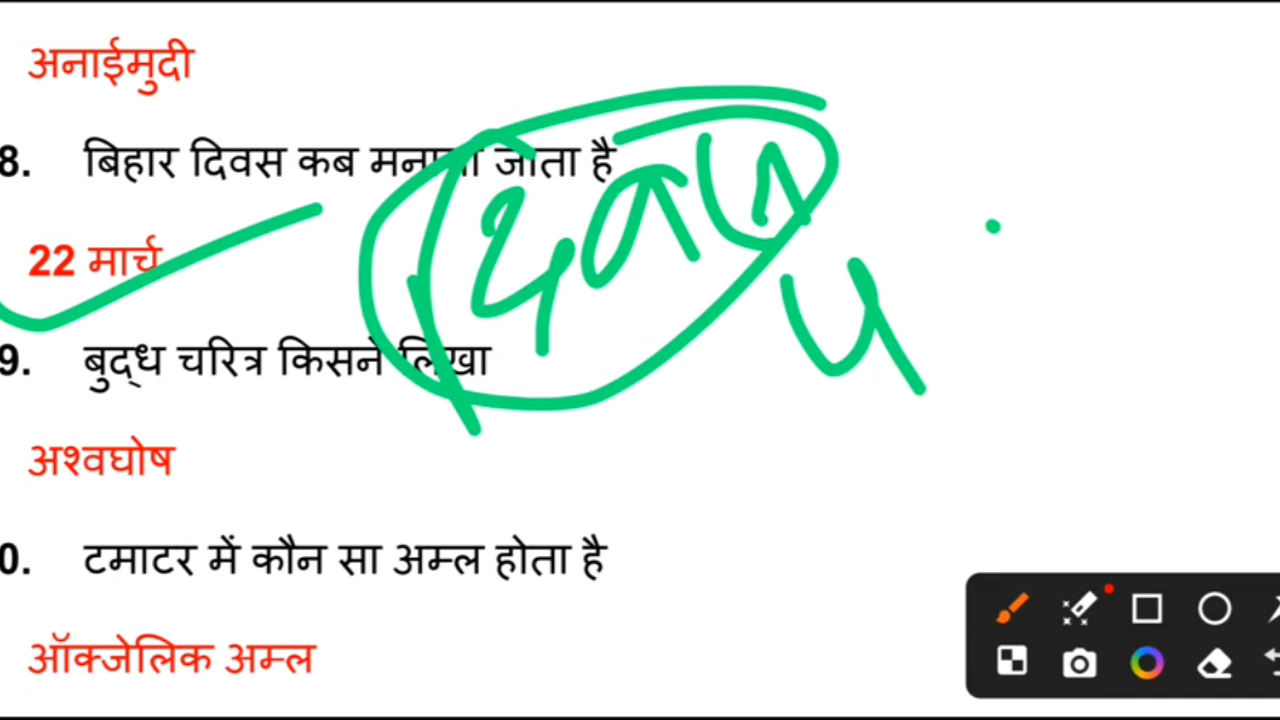 अनाईमुदी
8. बिहार दिवस कब मनाया जाता है
22 मार्च
9. बुद्ध चरित्र किसने लिखा
अश्वघोष
0. टमाटर में कौन सा अम्ल होता है
ऑक्जेलिक अम्ल